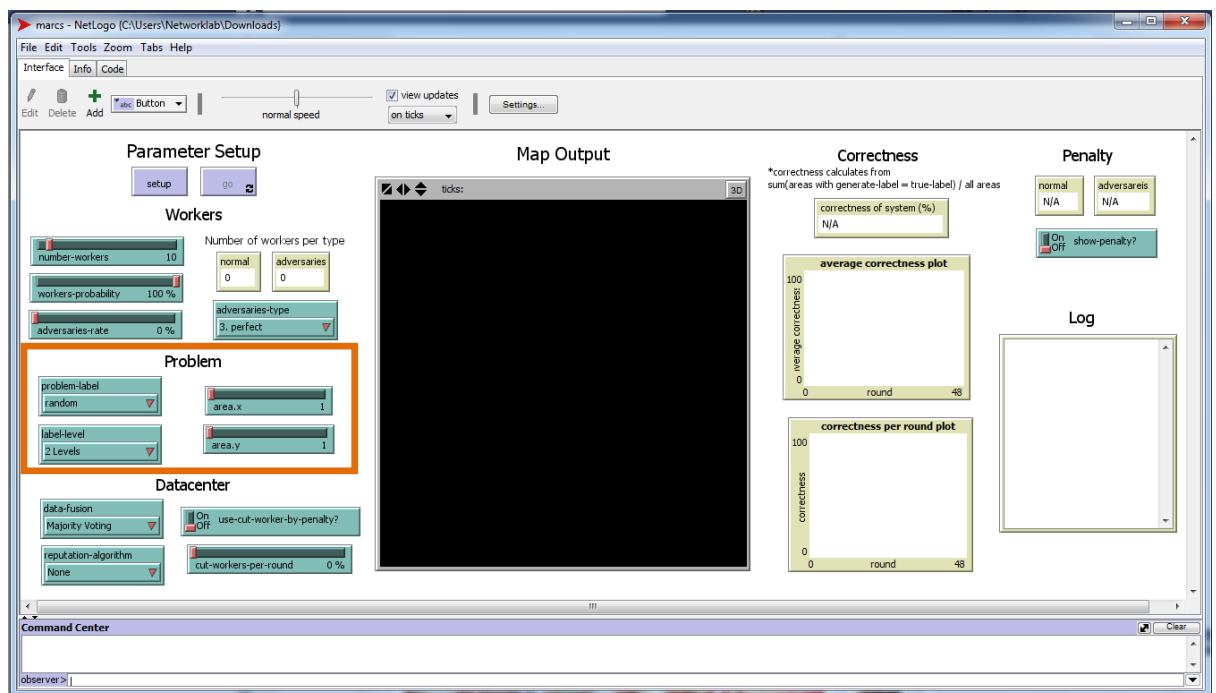 marcs - NetLogo {C:\Users\Networklab\Downloads}
File Edit Tools Zoom Tabs Help
Interface Info Code
Edit Delete Add
abc Button
normal speed
view updates
on ticks
Settings...
Parameter Setup
setup
go
Workers
number-workers 10
workers-probability 100 %
adversaries-rate 0 %
Number of workers per type
normal
0
adversaries
0
adversaries-type
3. perfect
Problem
problem-label
random
area.x 1
label-level
2 Levels
area.y 1
Datacenter
data-fusion
Majority Voting
On
Off
use-cut-worker-by-penalty?
reputation-algorithm
None
cut-workers-per-round 0 %
Map Output
ticks:
3D
Correctness
*correctness calculates from
sum(areas with generate-label = true-label) / all areas
correctness of system (%)
N/A
average correctness plot
100
average correctness
0
0 round 48
correctness per round plot
100
correctness
0
0 round 48
Penalty
normal
N/A
adversareis
N/A
On
Off
show-penalty?
Log
Command Center
Clear
observer>